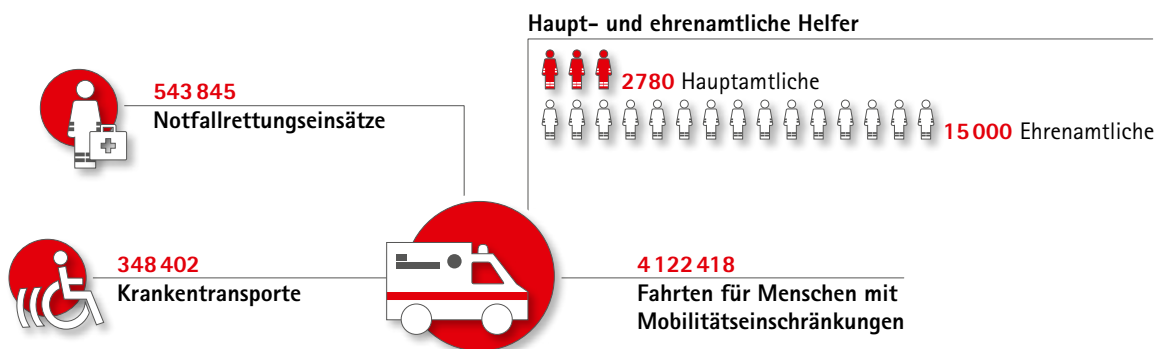 Haupt- und ehrenamtliche Helfer
2780 Hauptamtliche
15 000 Ehrenamtliche
543 845
Notfallrettungseinsätze
348 402
Krankentransporte
4 122 418
Fahrten für Menschen mit
Mobilitätseinschränkungen